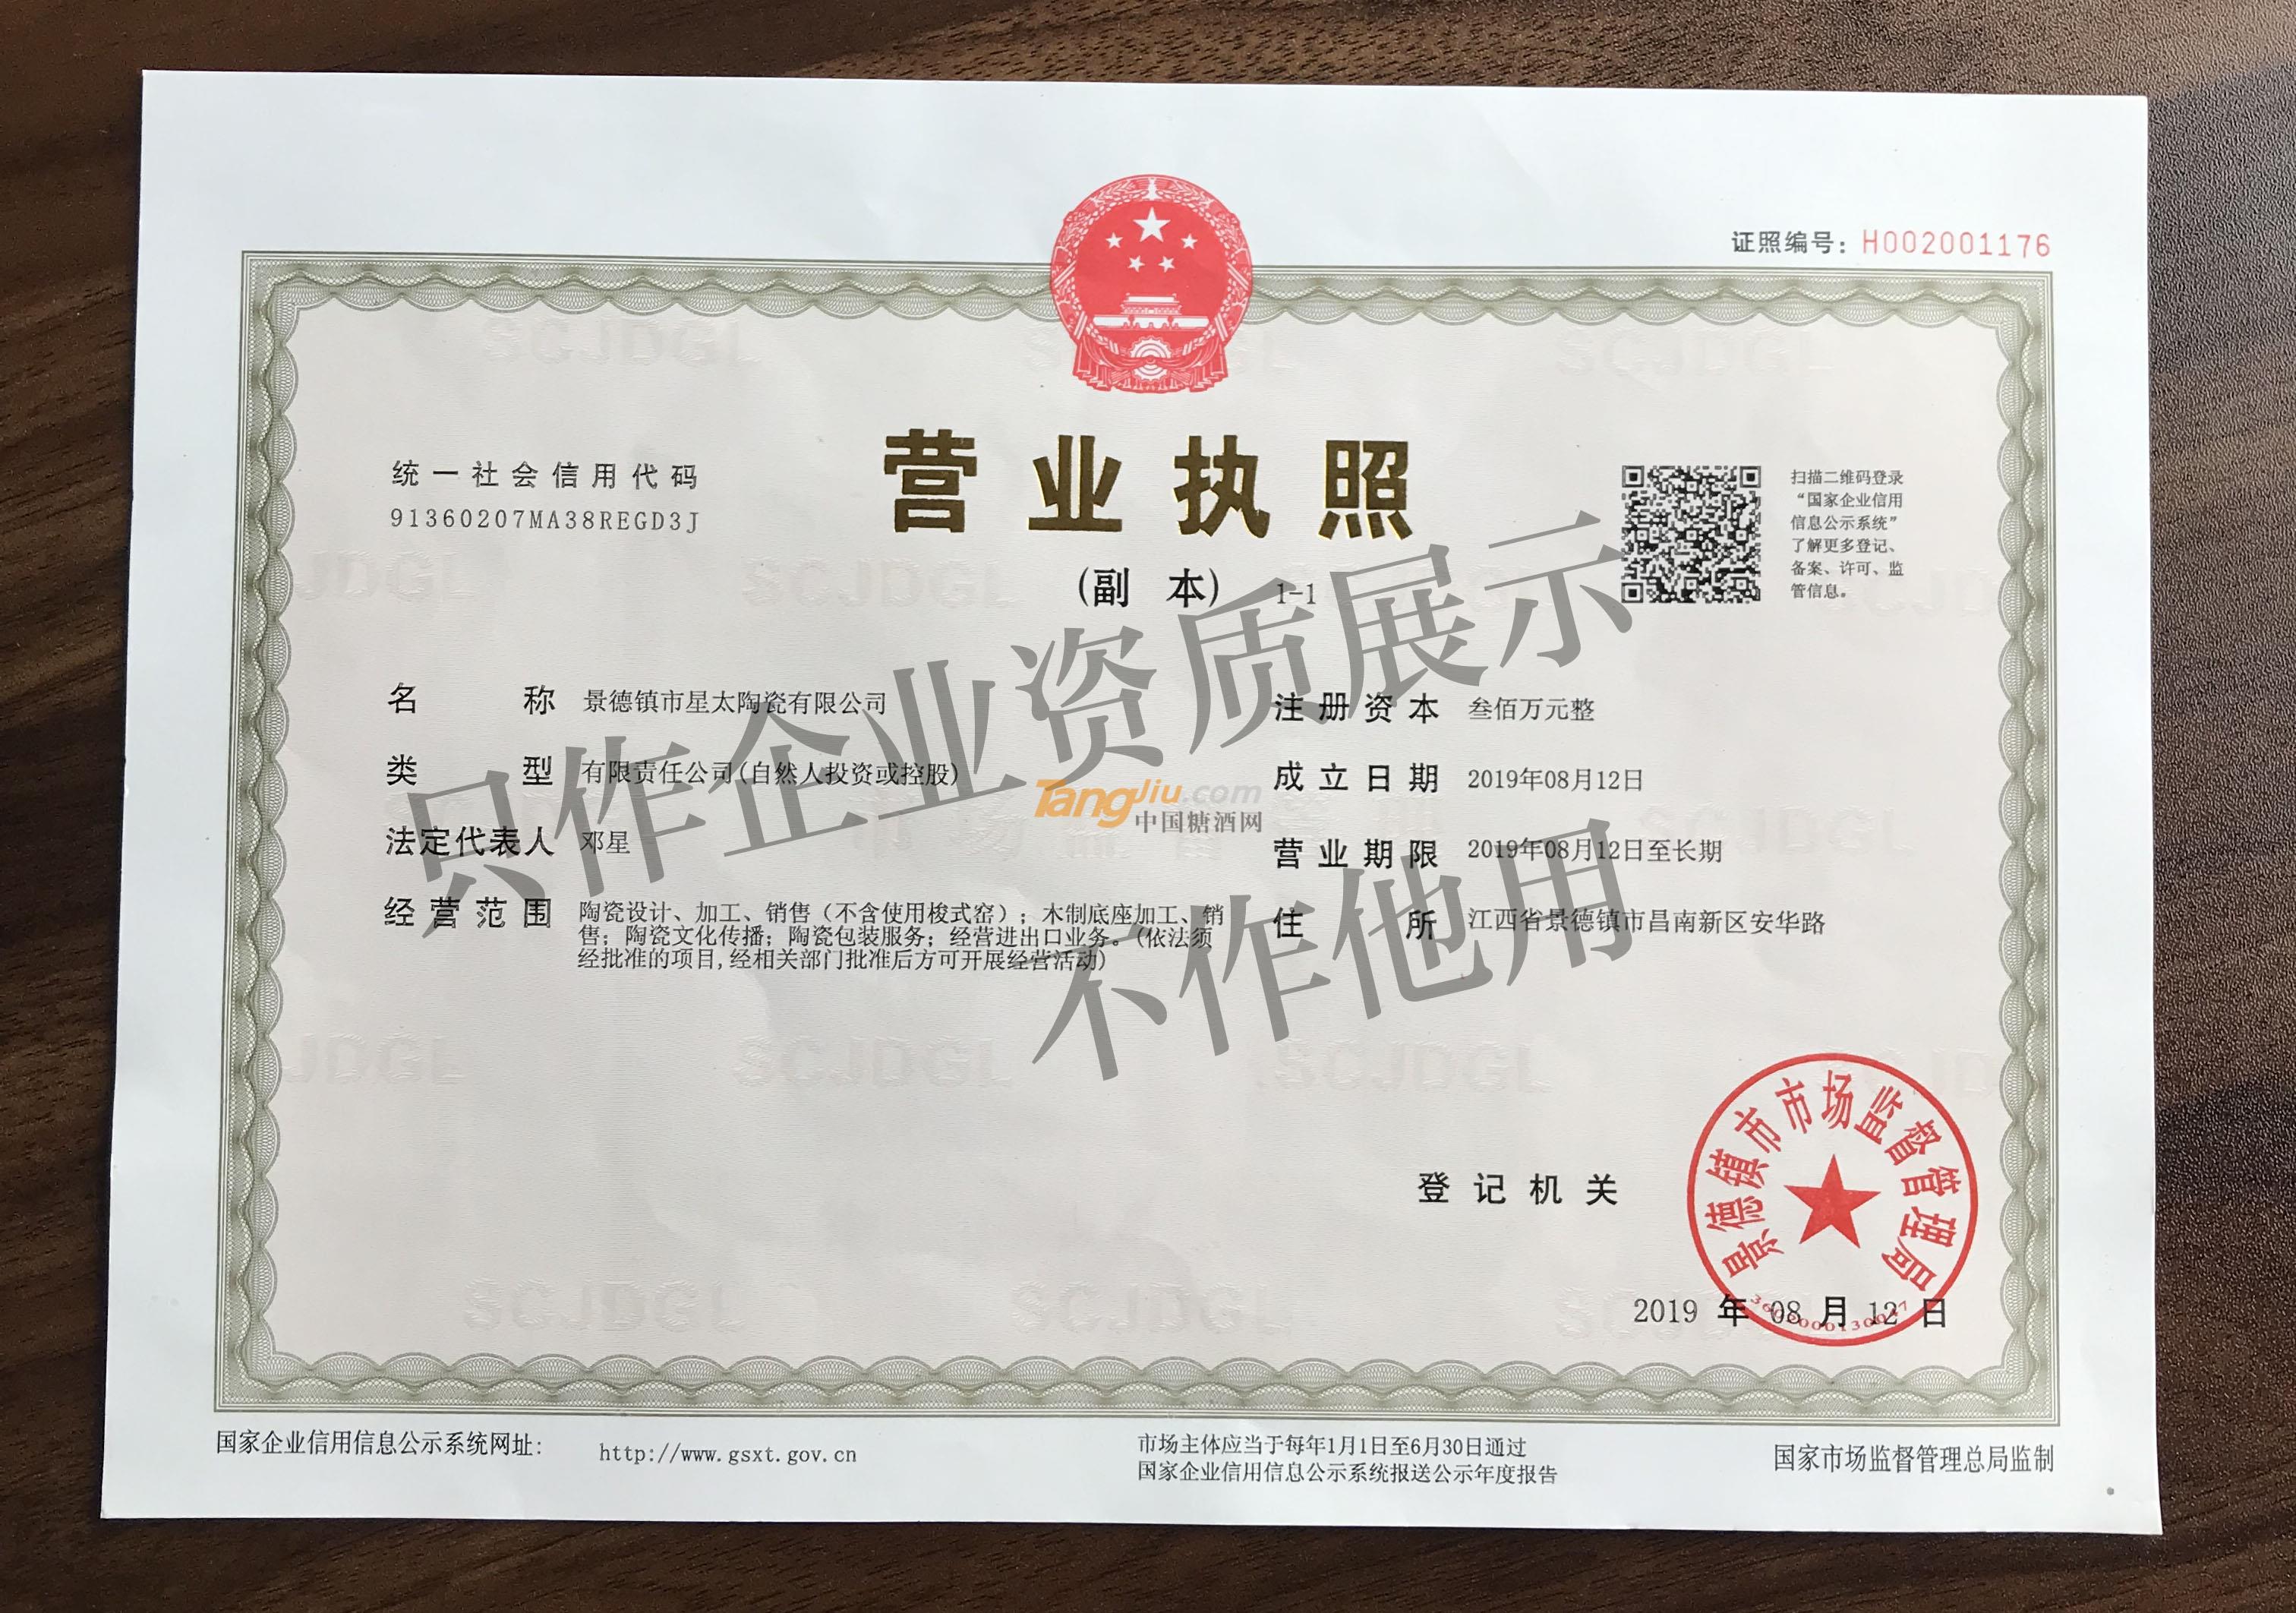 证照编号：H002001176
统一社会信用代码
91360207MA38REGD3J
营业执照
(副 本) 1-1
扫描二维码登录
“国家企业信用
信息公示系统”
了解更多登记、
备案、许可、监
管信息。
名 称 景德镇市星太陶瓷有限公司
类 型 有限责任公司(自然人投资或控股)
法定代表人 邓星
经营范围 陶瓷设计、加工、销售（不含使用梭式窑）；木制底座加工、销
售；陶瓷文化传播；陶瓷包装服务；经营进出口业务。(依法须
经批准的项目,经相关部门批准后方可开展经营活动)
注册资本 叁佰万元整
成立日期 2019年08月12日
营业期限 2019年08月12日至长期
住 所 江西省景德镇市昌南新区安华路
只作企业资质展示
不作他用
TangJiu.com
中国糖酒网
登记机关
景德镇市市场监督管理局
2019 年 08 月 12 日
国家企业信用信息公示系统网址： http://www.gsxt.gov.cn
市场主体应当于每年1月1日至6月30日通过
国家企业信用信息公示系统报送公示年度报告
国家市场监督管理总局监制
SCJDGL